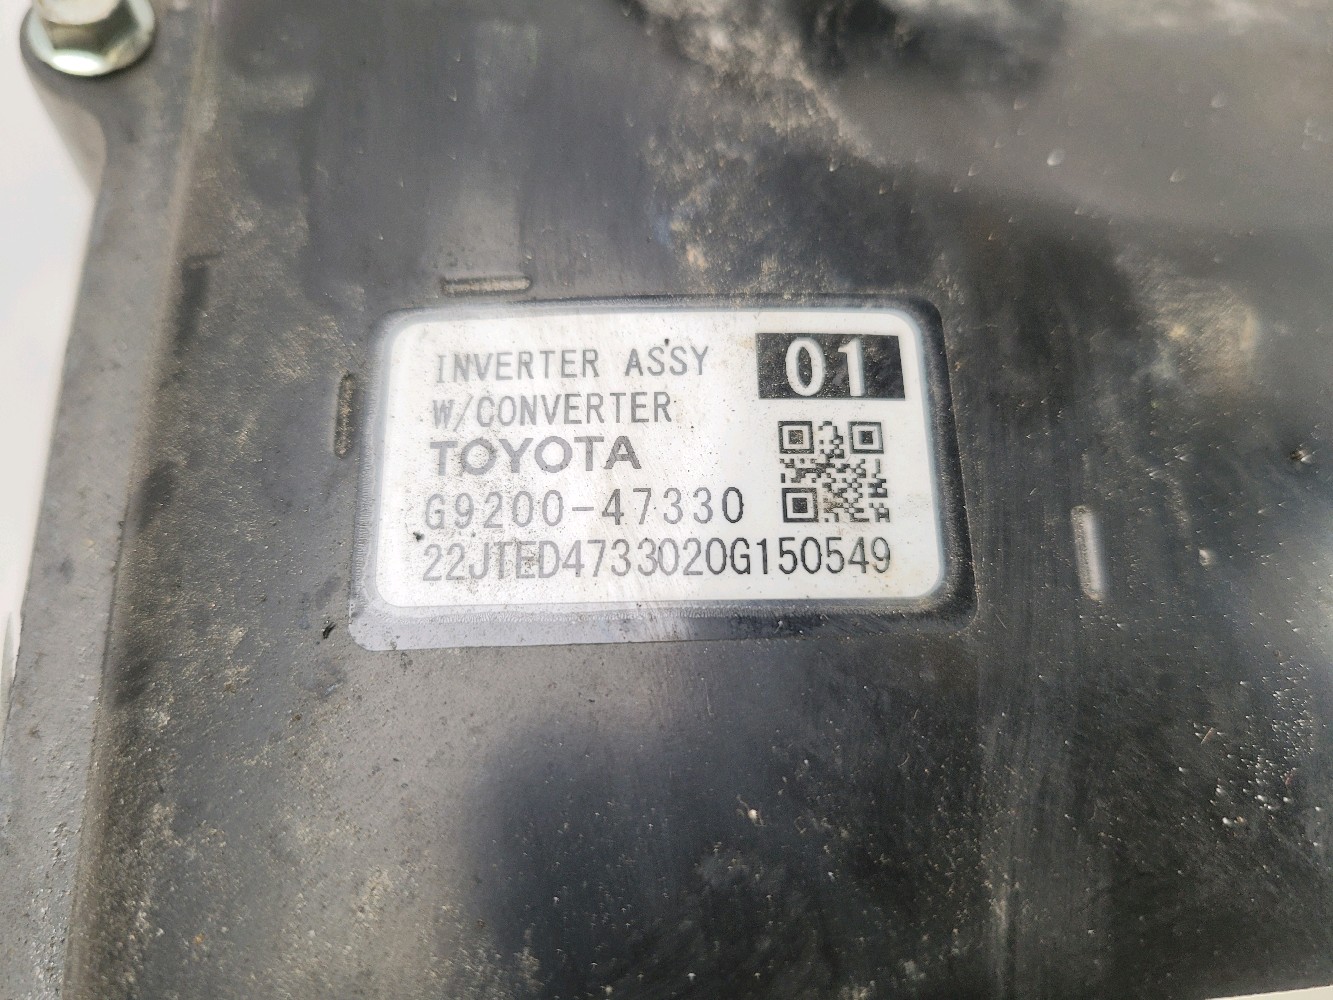 INVERTER ASSY
01
W/CONVERTER
TOYOTA
G9200-47330
22JTED4733020G150549